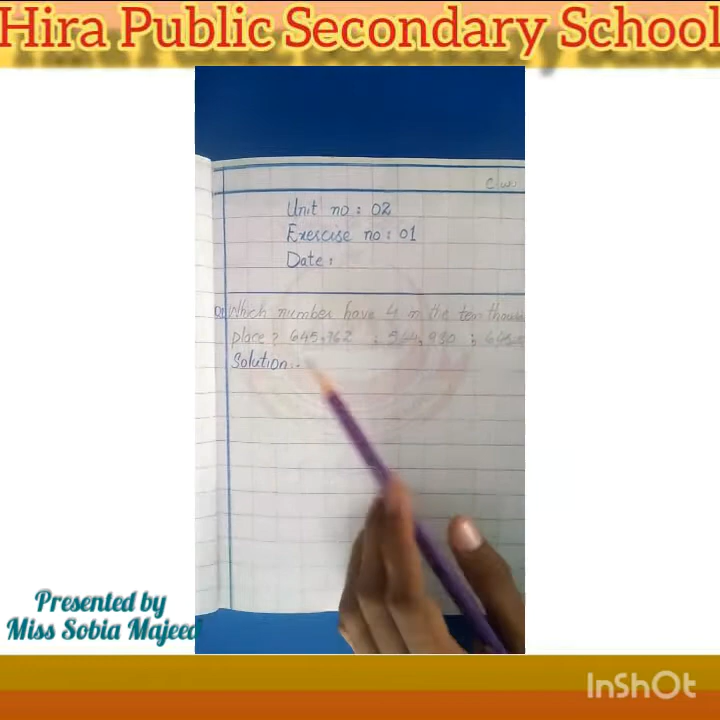 Hira Public Secondary School
C.W.
Unit no: 02
Exercise no: 01
Date:
Which number have 4 in the ten
place? 645,762 ;
Solution:-
Presented by
Miss Sobia Majeed
InShOt